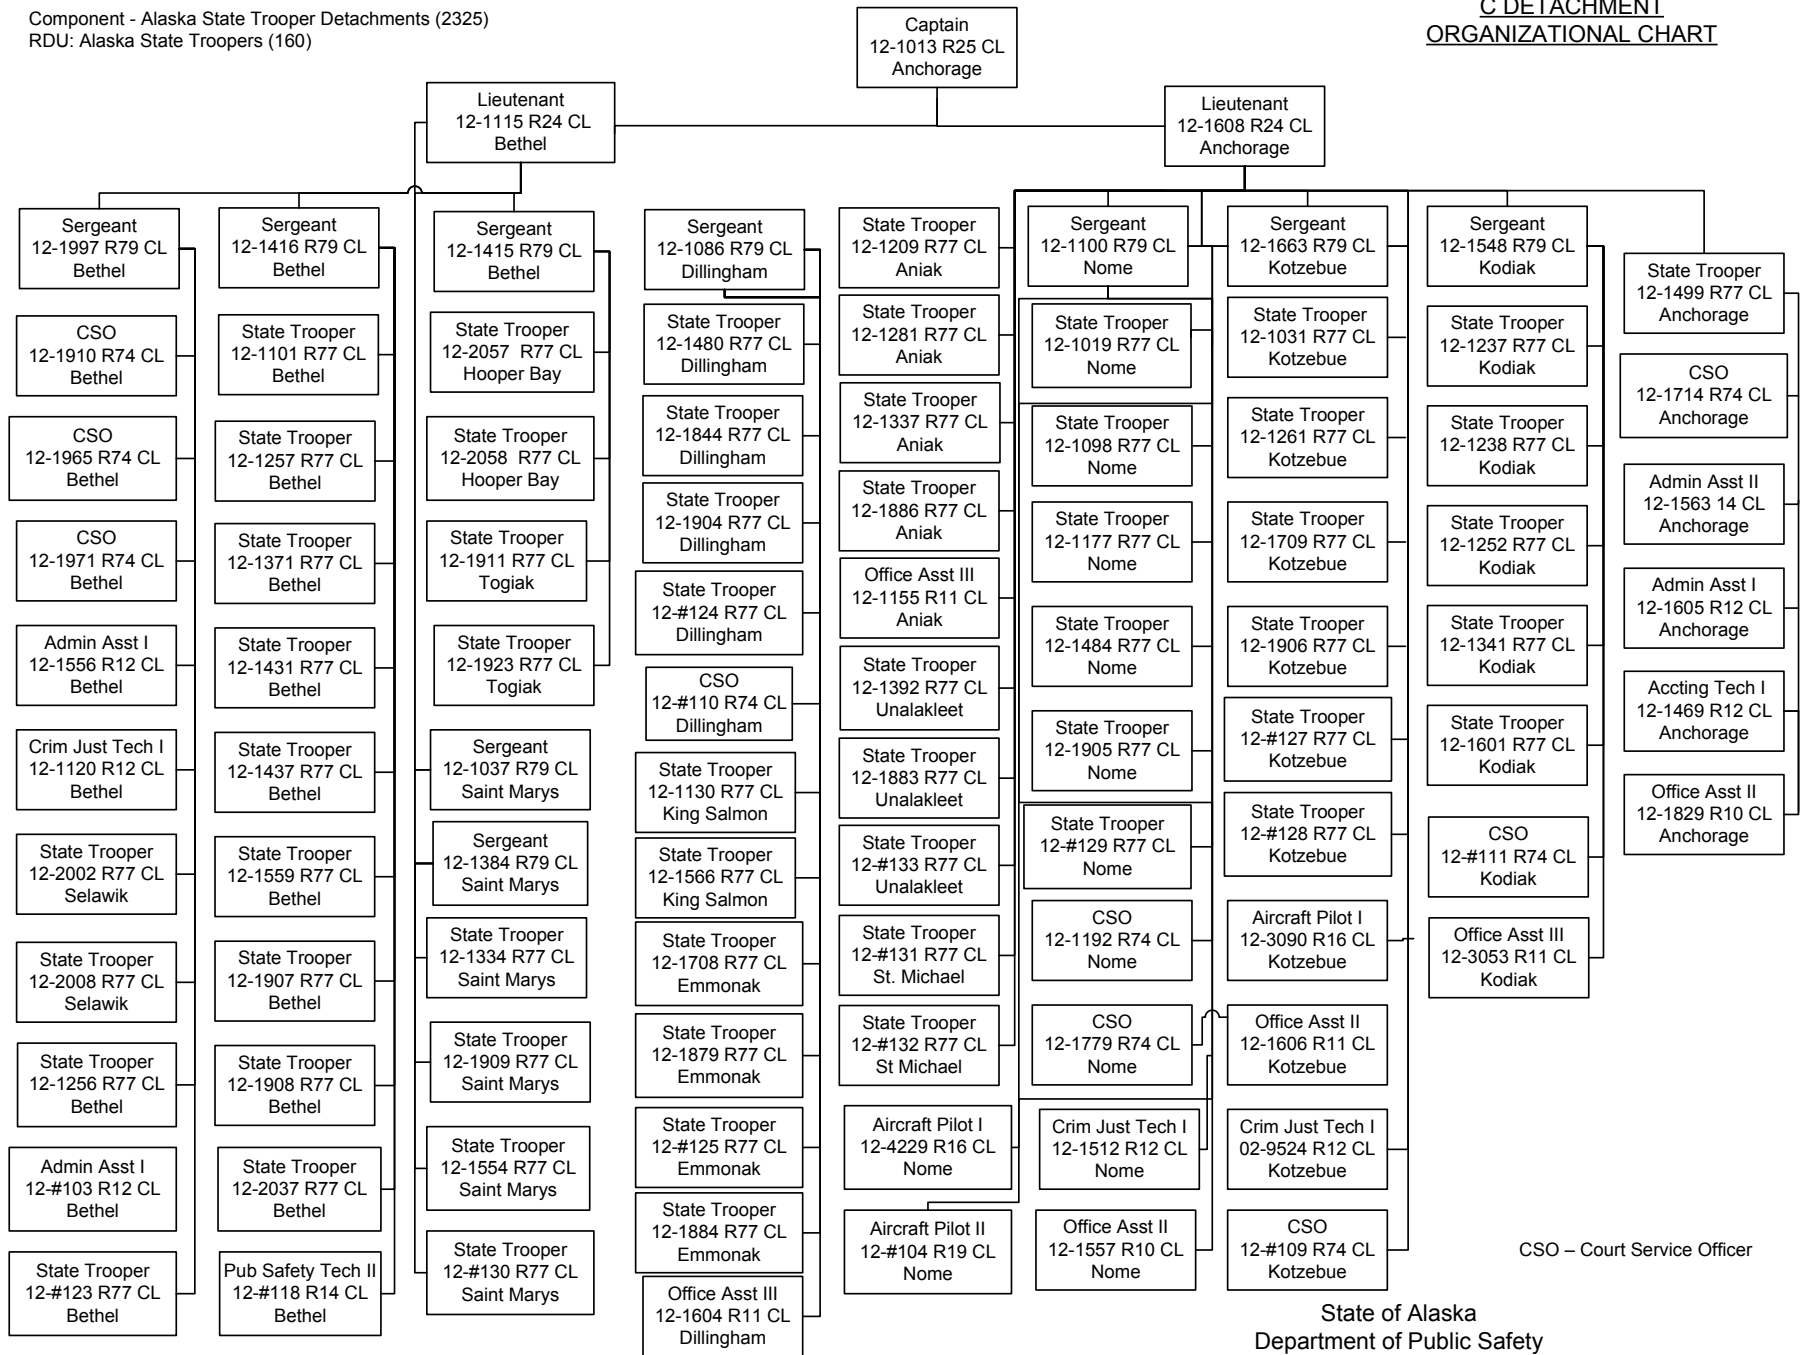 Component - Alaska State Trooper Detachments (2325)
RDU: Alaska State Troopers (160)
C DETACHMENT
ORGANIZATIONAL CHART
Captain
12-1013 R25 CL
Anchorage
Lieutenant
12-1115 R24 CL
Bethel
Lieutenant
12-1608 R24 CL
Anchorage
Sergeant
12-1997 R79 CL
Bethel
CSO
12-1910 R74 CL
Bethel
CSO
12-1965 R74 CL
Bethel
CSO
12-1971 R74 CL
Bethel
Admin Asst I
12-1556 R12 CL
Bethel
Crim Just Tech I
12-1120 R12 CL
Bethel
State Trooper
12-2002 R77 CL
Selawik
State Trooper
12-2008 R77 CL
Selawik
State Trooper
12-1256 R77 CL
Bethel
Admin Asst I
12-#103 R12 CL
Bethel
State Trooper
12-#123 R77 CL
Bethel
Sergeant
12-1416 R79 CL
Bethel
State Trooper
12-1101 R77 CL
Bethel
State Trooper
12-1257 R77 CL
Bethel
State Trooper
12-1371 R77 CL
Bethel
State Trooper
12-1431 R77 CL
Bethel
State Trooper
12-1437 R77 CL
Bethel
State Trooper
12-1559 R77 CL
Bethel
State Trooper
12-1907 R77 CL
Bethel
State Trooper
12-1908 R77 CL
Bethel
State Trooper
12-2037 R77 CL
Bethel
Pub Safety Tech II
12-#118 R14 CL
Bethel
Sergeant
12-1415 R79 CL
Bethel
State Trooper
12-2057 R77 CL
Hooper Bay
State Trooper
12-2058 R77 CL
Hooper Bay
State Trooper
12-1911 R77 CL
Togiak
State Trooper
12-1923 R77 CL
Togiak
Sergeant
12-1037 R79 CL
Saint Marys
Sergeant
12-1384 R79 CL
Saint Marys
State Trooper
12-1334 R77 CL
Saint Marys
State Trooper
12-1909 R77 CL
Saint Marys
State Trooper
12-1554 R77 CL
Saint Marys
State Trooper
12-#130 R77 CL
Saint Marys
Sergeant
12-1086 R79 CL
Dillingham
State Trooper
12-1480 R77 CL
Dillingham
State Trooper
12-1844 R77 CL
Dillingham
State Trooper
12-1904 R77 CL
Dillingham
State Trooper
12-#124 R77 CL
Dillingham
CSO
12-#110 R74 CL
Dillingham
State Trooper
12-1130 R77 CL
King Salmon
State Trooper
12-1566 R77 CL
King Salmon
State Trooper
12-1708 R77 CL
Emmonak
State Trooper
12-1879 R77 CL
Emmonak
State Trooper
12-#125 R77 CL
Emmonak
State Trooper
12-1884 R77 CL
Emmonak
Office Asst III
12-1604 R11 CL
Dillingham
State Trooper
12-1209 R77 CL
Aniak
State Trooper
12-1281 R77 CL
Aniak
State Trooper
12-1337 R77 CL
Aniak
State Trooper
12-1886 R77 CL
Aniak
Office Asst III
12-1155 R11 CL
Aniak
State Trooper
12-1392 R77 CL
Unalakleet
State Trooper
12-1883 R77 CL
Unalakleet
State Trooper
12-#133 R77 CL
Unalakleet
State Trooper
12-#131 R77 CL
St. Michael
State Trooper
12-#132 R77 CL
St Michael
Aircraft Pilot I
12-4229 R16 CL
Nome
Aircraft Pilot II
12-#104 R19 CL
Nome
Sergeant
12-1100 R79 CL
Nome
State Trooper
12-1019 R77 CL
Nome
State Trooper
12-1098 R77 CL
Nome
State Trooper
12-1177 R77 CL
Nome
State Trooper
12-1484 R77 CL
Nome
State Trooper
12-1905 R77 CL
Nome
State Trooper
12-#129 R77 CL
Nome
CSO
12-1192 R74 CL
Nome
CSO
12-1779 R74 CL
Nome
Crim Just Tech I
12-1512 R12 CL
Nome
Office Asst II
12-1557 R10 CL
Nome
Sergeant
12-1663 R79 CL
Kotzebue
State Trooper
12-1031 R77 CL
Kotzebue
State Trooper
12-1261 R77 CL
Kotzebue
State Trooper
12-1709 R77 CL
Kotzebue
State Trooper
12-1906 R77 CL
Kotzebue
State Trooper
12-#127 R77 CL
Kotzebue
State Trooper
12-#128 R77 CL
Kotzebue
Aircraft Pilot I
12-3090 R16 CL
Kotzebue
Office Asst II
12-1606 R11 CL
Kotzebue
Crim Just Tech I
02-9524 R12 CL
Kotzebue
CSO
12-#109 R74 CL
Kotzebue
Sergeant
12-1548 R79 CL
Kodiak
State Trooper
12-1237 R77 CL
Kodiak
State Trooper
12-1238 R77 CL
Kodiak
State Trooper
12-1252 R77 CL
Kodiak
State Trooper
12-1341 R77 CL
Kodiak
State Trooper
12-1601 R77 CL
Kodiak
CSO
12-#111 R74 CL
Kodiak
Office Asst III
12-3053 R11 CL
Kodiak
State Trooper
12-1499 R77 CL
Anchorage
CSO
12-1714 R74 CL
Anchorage
Admin Asst II
12-1563 14 CL
Anchorage
Admin Asst I
12-1605 R12 CL
Anchorage
Accting Tech I
12-1469 R12 CL
Anchorage
Office Asst II
12-1829 R10 CL
Anchorage
CSO – Court Service Officer
State of Alaska
Department of Public Safety